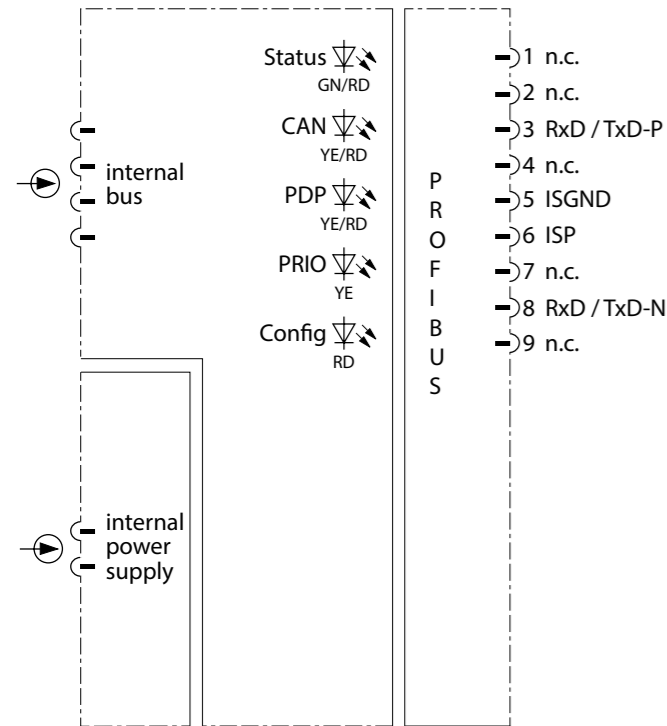 Status
GN/RD
CAN
YE/RD
PDP
YE/RD
PRIO
YE
Config
RD
internal
bus
internal
power
supply
PROFIBUS
1 n.c.
2 n.c.
3 RxD / TxD-P
4 n.c.
5 ISGND
6 ISP
7 n.c.
8 RxD / TxD-N
9 n.c.